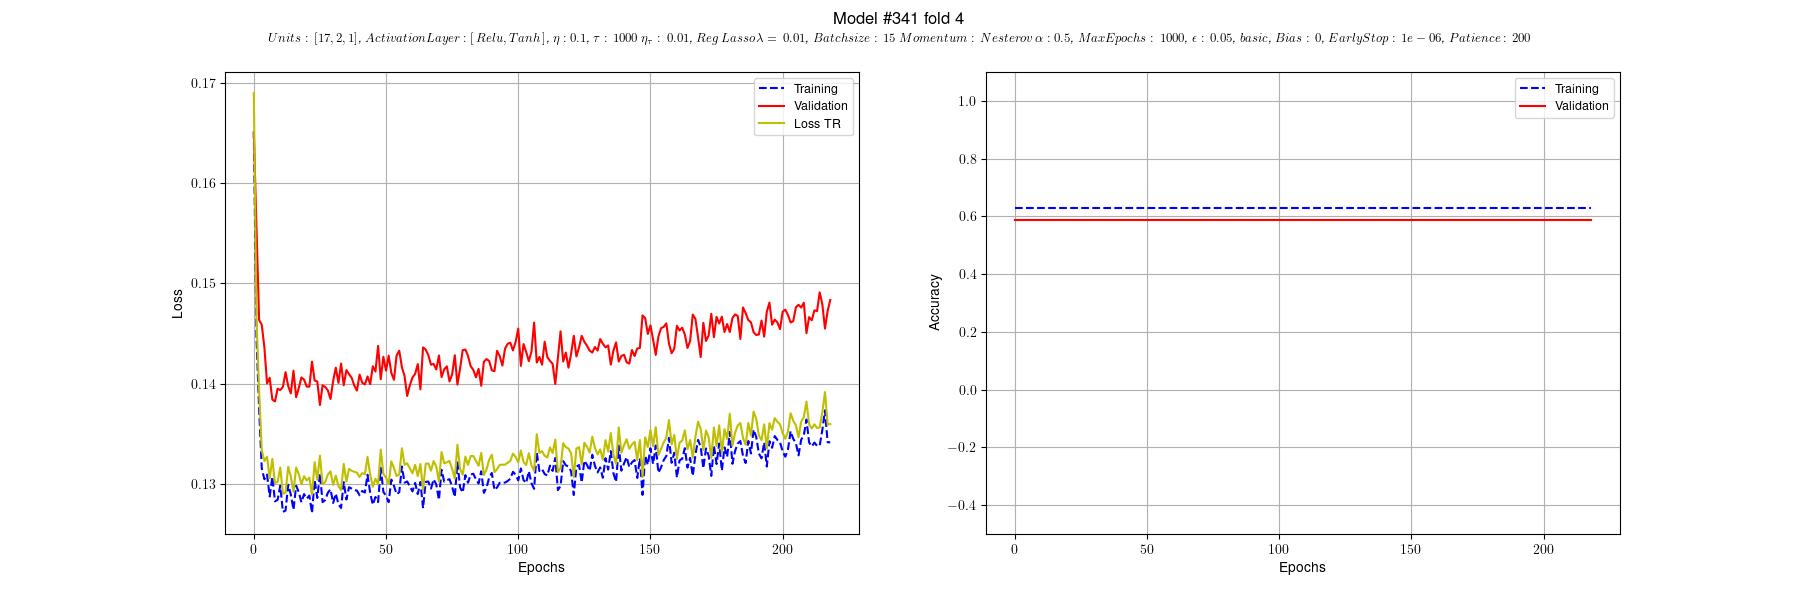 Model #341 fold 4
Units : [17, 2, 1], ActivationLayer : [ Relu, Tanh], η : 0.1, τ : 1000 ητ : 0.01, Reg Lasso λ = 0.01, Batchsize : 15 Momentum : Nesterov α : 0.5, MaxEpochs : 1000, ϵ : 0.05, basic, Bias : 0, EarlyStop : 1e − 06, Patience : 200
Loss
0.17
0.16
0.15
0.14
0.13
Training
Validation
Loss TR
0
50
100
150
200
Epochs
Accuracy
1.0
0.8
0.6
0.4
0.2
0.0
−0.2
−0.4
Training
Validation
0
50
100
150
200
Epochs